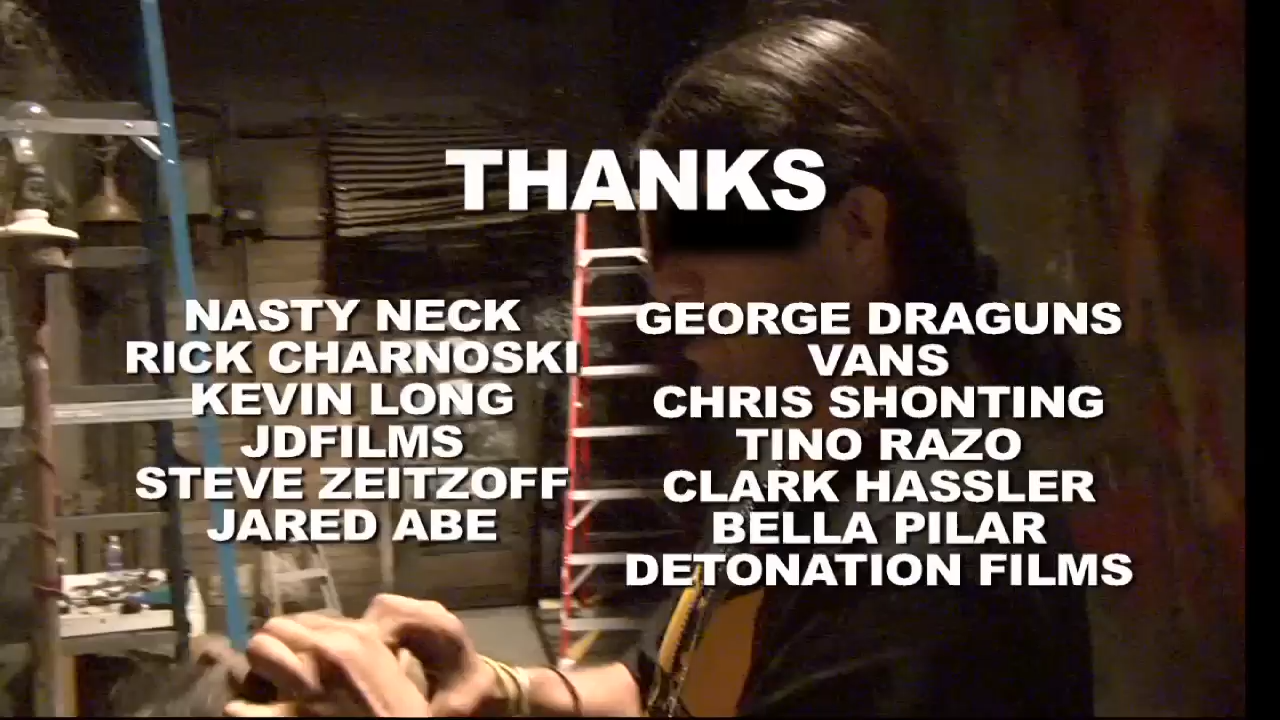 THANKS
NASTY NECK
RICK CHARNOSKI
KEVIN LONG
JDFILMS
STEVE ZEITZOFF
JARED ABE
GEORGE DRAGUNS
VANS
CHRIS SHONTING
TINO RAZO
CLARK HASSLER
BELLA PILAR
DETONATION FILMS